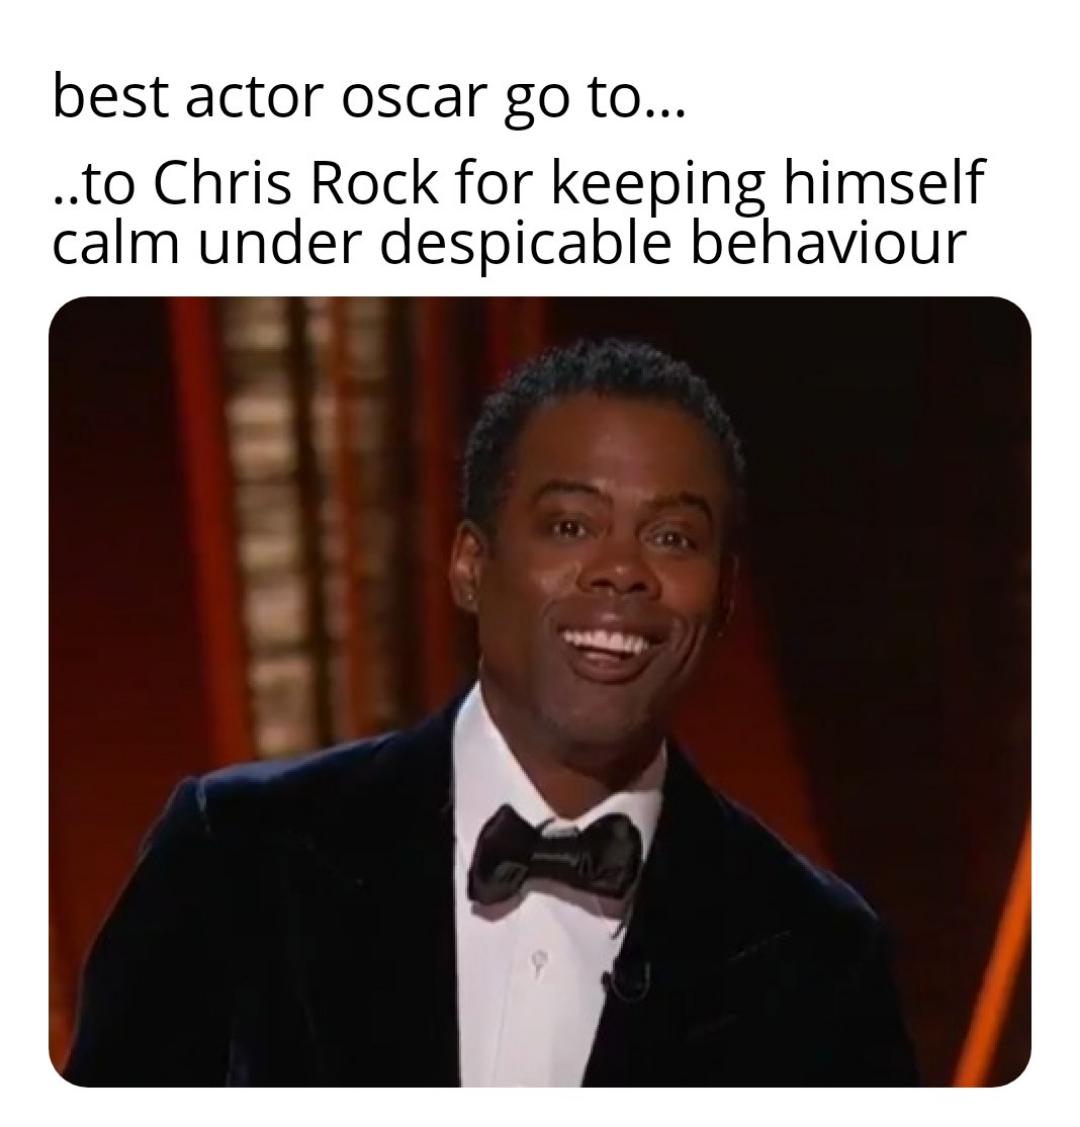 best actor oscar go to...
..to Chris Rock for keeping himself
calm under despicable behaviour